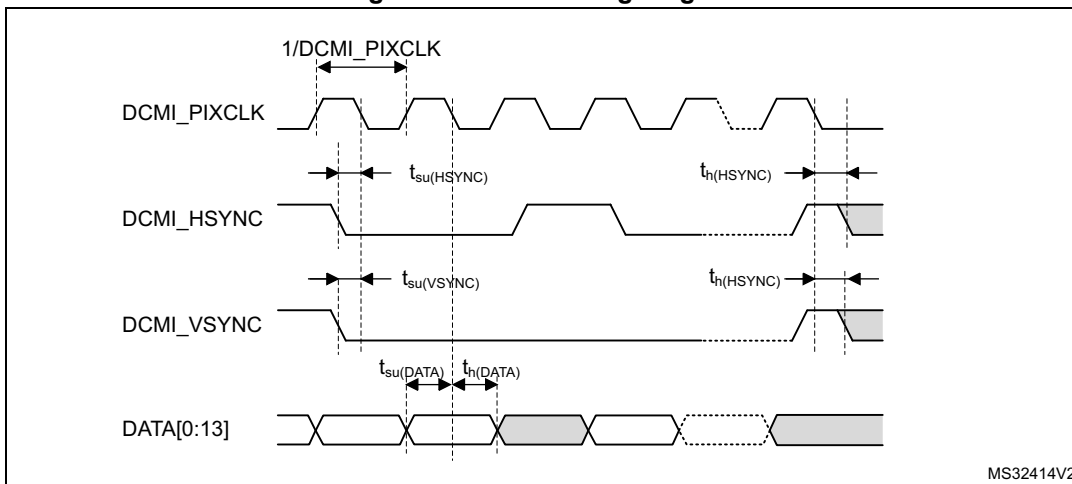 1/DCMI_PIXCLK
DCMI_PIXCLK
tsu(HSYNC) th(HSYNC)
DCMI_HSYNC
tsu(VSYNC) th(HSYNC)
DCMI_VSYNC
tsu(DATA) th(DATA)
DATA[0:13]
MS32414V2